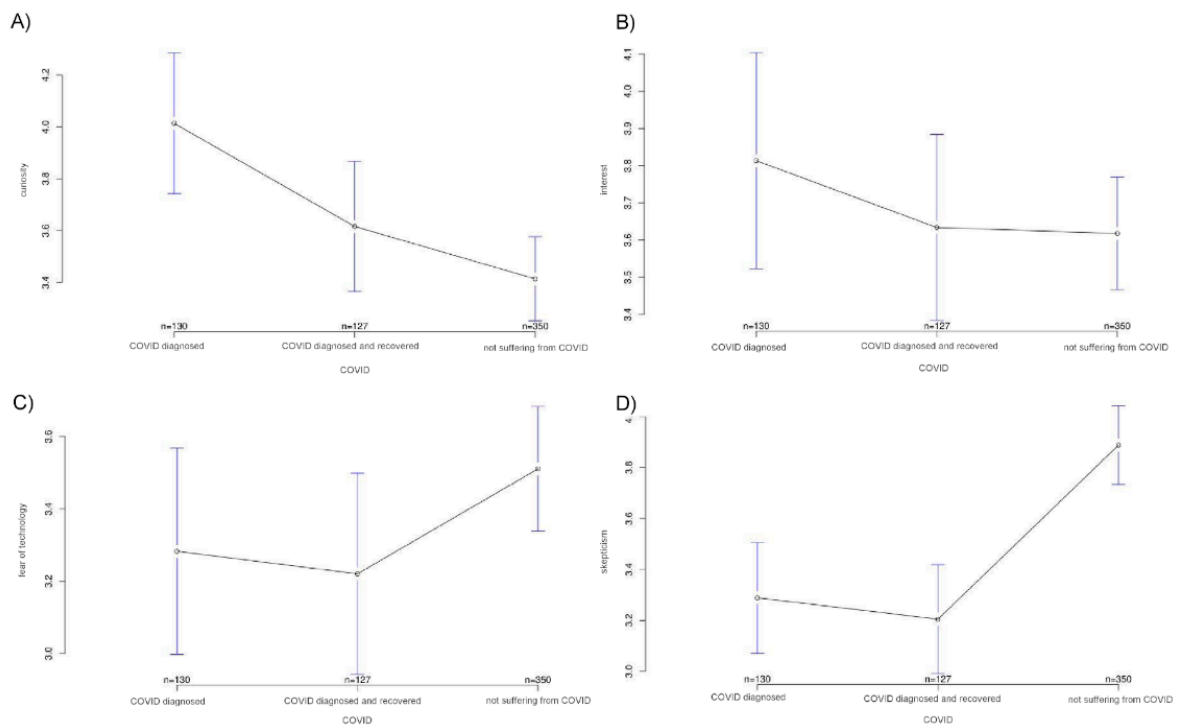 A)
curiosity
4.2
4.0
3.8
3.6
3.4
n=130
n=127
n=350
COVID diagnosed
COVID diagnosed and recovered
not suffering from COVID
COVID
B)
interest
4.1
4.0
3.9
3.8
3.7
3.6
3.5
3.4
n=130
n=127
n=350
COVID diagnosed
COVID diagnosed and recovered
not suffering from COVID
COVID
C)
fear of technology
3.6
3.4
3.2
3.0
n=130
n=127
n=350
COVID diagnosed
COVID diagnosed and recovered
not suffering from COVID
COVID
D)
skepticism
4
3.8
3.6
3.4
3.2
3.0
n=130
n=127
n=350
COVID diagnosed
COVID diagnosed and recovered
not suffering from COVID
COVID